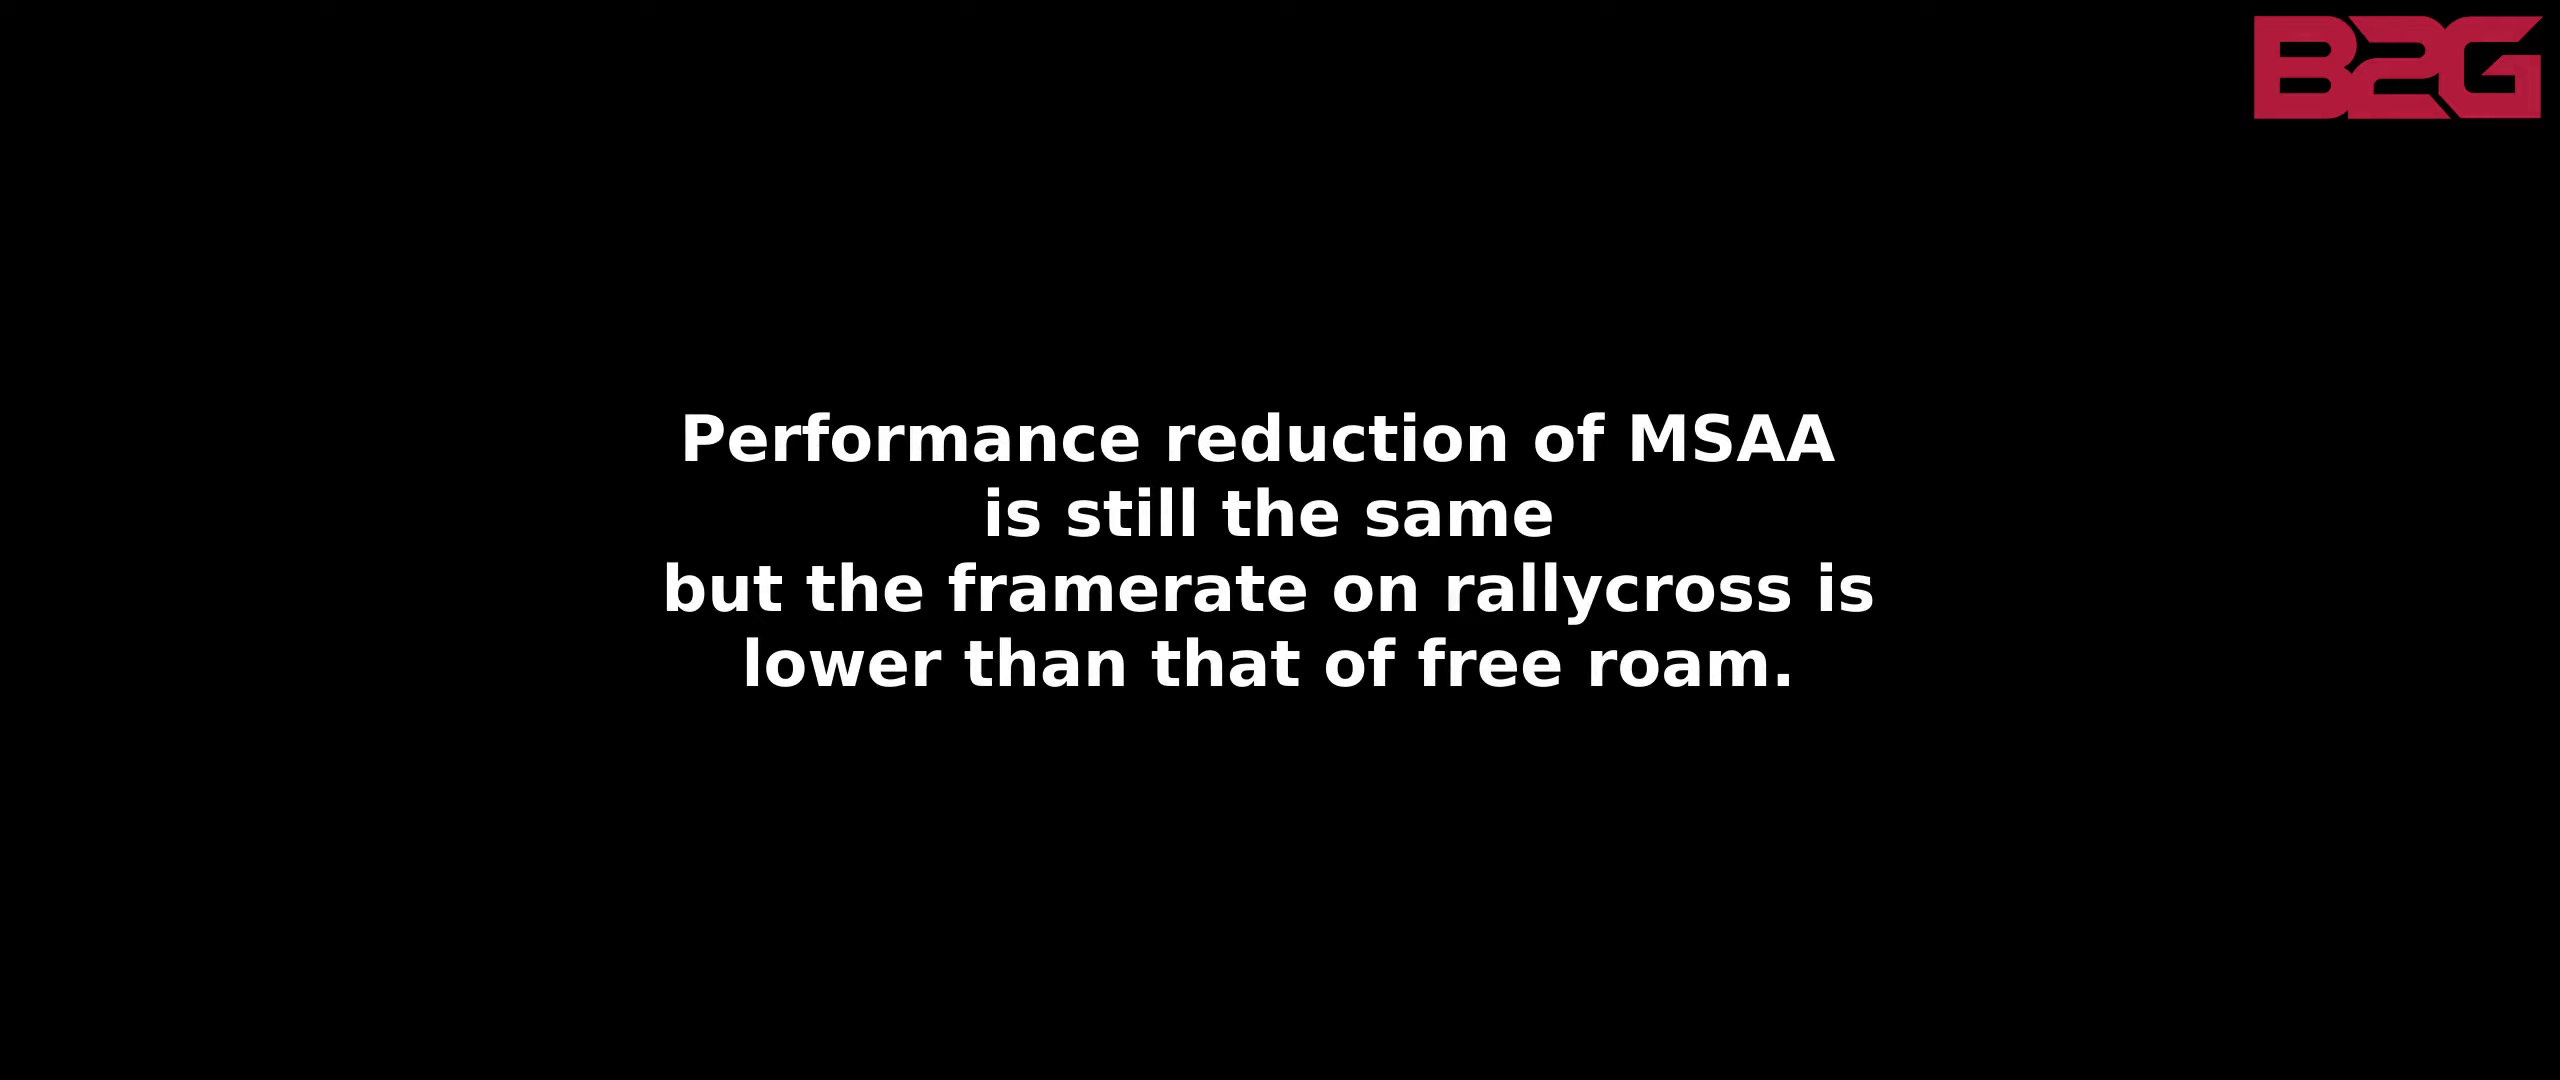 B2G
Performance reduction of MSAA
is still the same
but the framerate on rallycross is
lower than that of free roam.